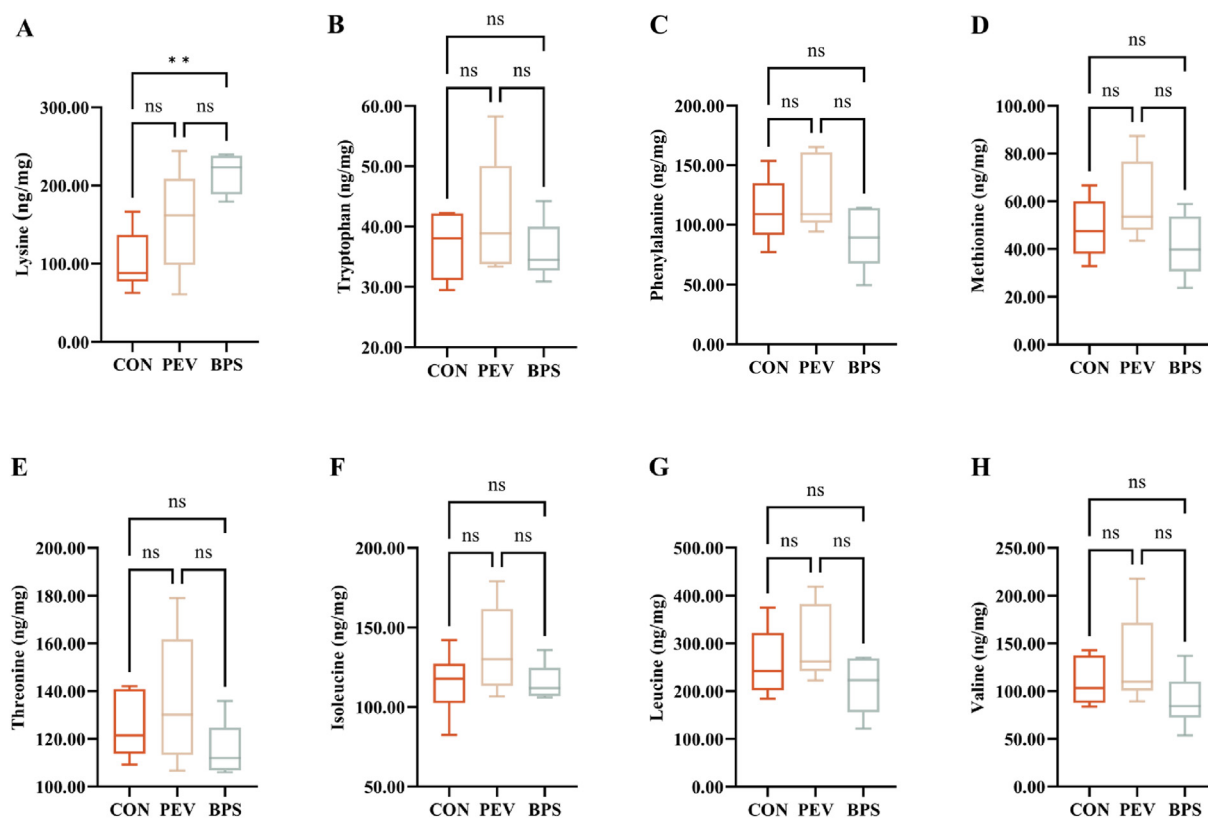 A
B
C
D
**
ns
ns
ns
ns
ns
ns
ns
ns
ns
ns
ns
Lysine (ng/mg)
300.00
200.00
100.00
0.00
CON PEV BPS
Tryptophan (ng/mg)
60.00
50.00
40.00
30.00
20.00
CON PEV BPS
Phenylalanine (ng/mg)
200.00
150.00
100.00
50.00
0.00
CON PEV BPS
Methionine (ng/mg)
100.00
80.00
60.00
40.00
20.00
0.00
CON PEV BPS
E
F
G
H
ns
ns
ns
ns
ns
ns
ns
ns
ns
ns
ns
ns
Threonine (ng/mg)
200.00
180.00
160.00
140.00
120.00
100.00
CON PEV BPS
Isoleucine (ng/mg)
200.00
150.00
100.00
50.00
CON PEV BPS
Leucine (ng/mg)
500.00
400.00
300.00
200.00
100.00
0.00
CON PEV BPS
Valine (ng/mg)
250.00
200.00
150.00
100.00
50.00
0.00
CON PEV BPS